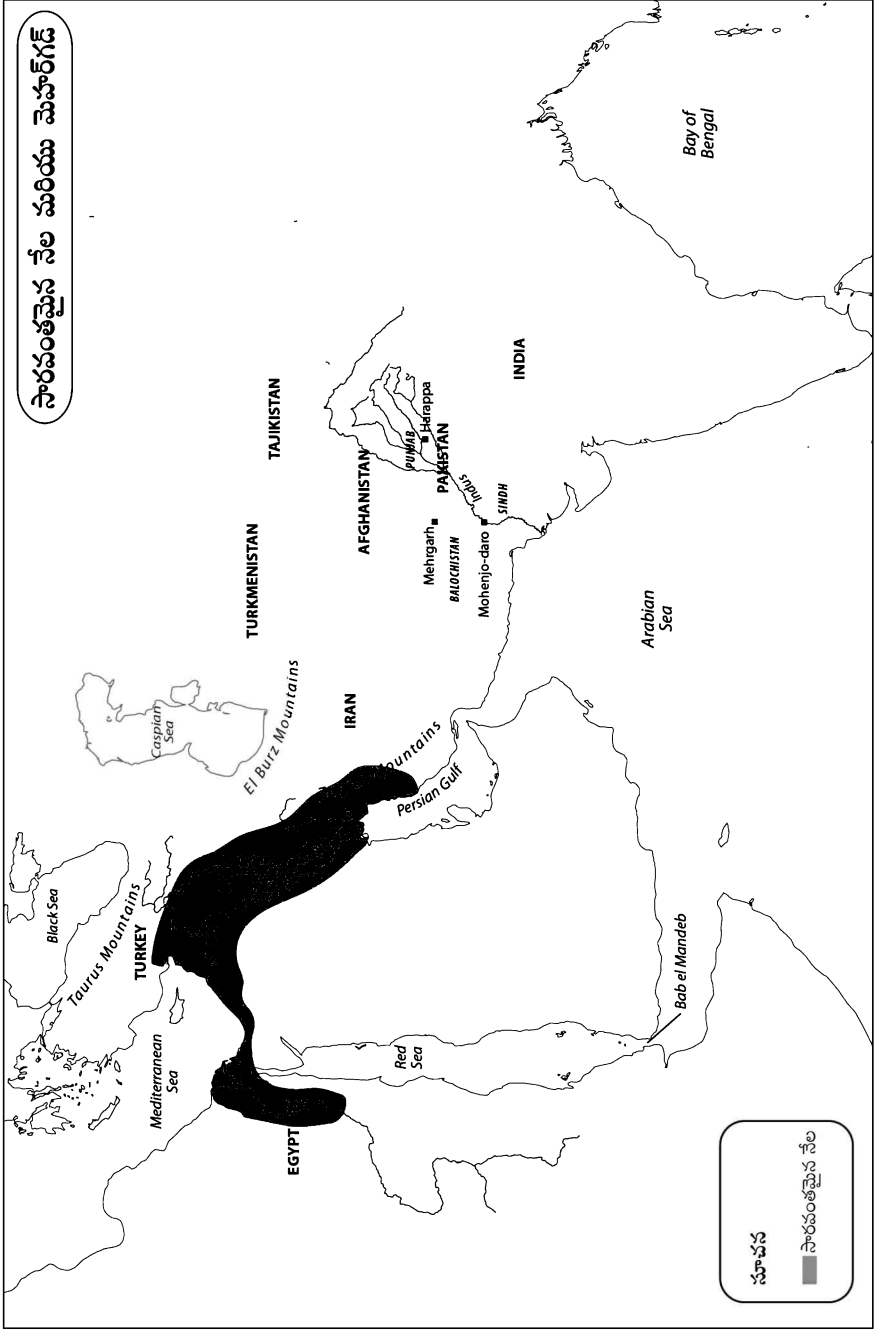 సారవంతమైన నేల మరియు మెహర్‌గఢ్
Black Sea
Taurus Mountains
TURKEY
Mediterranean
Sea
EGYPT
Caspian
Sea
El Burz Mountains
TURKMENISTAN
TAJIKISTAN
IRAN
AFGHANISTAN
ountains
Persian Gulf
PUNJAB
Harappa
PAKISTAN
Mehrgarh
BALOCHISTAN
Indus
SINDH
Mohenjo-daro
INDIA
Bay of
Bengal
Arabian
Sea
Red
Sea
Bab el Mandeb
సూచన
సారవంతమైన నేల